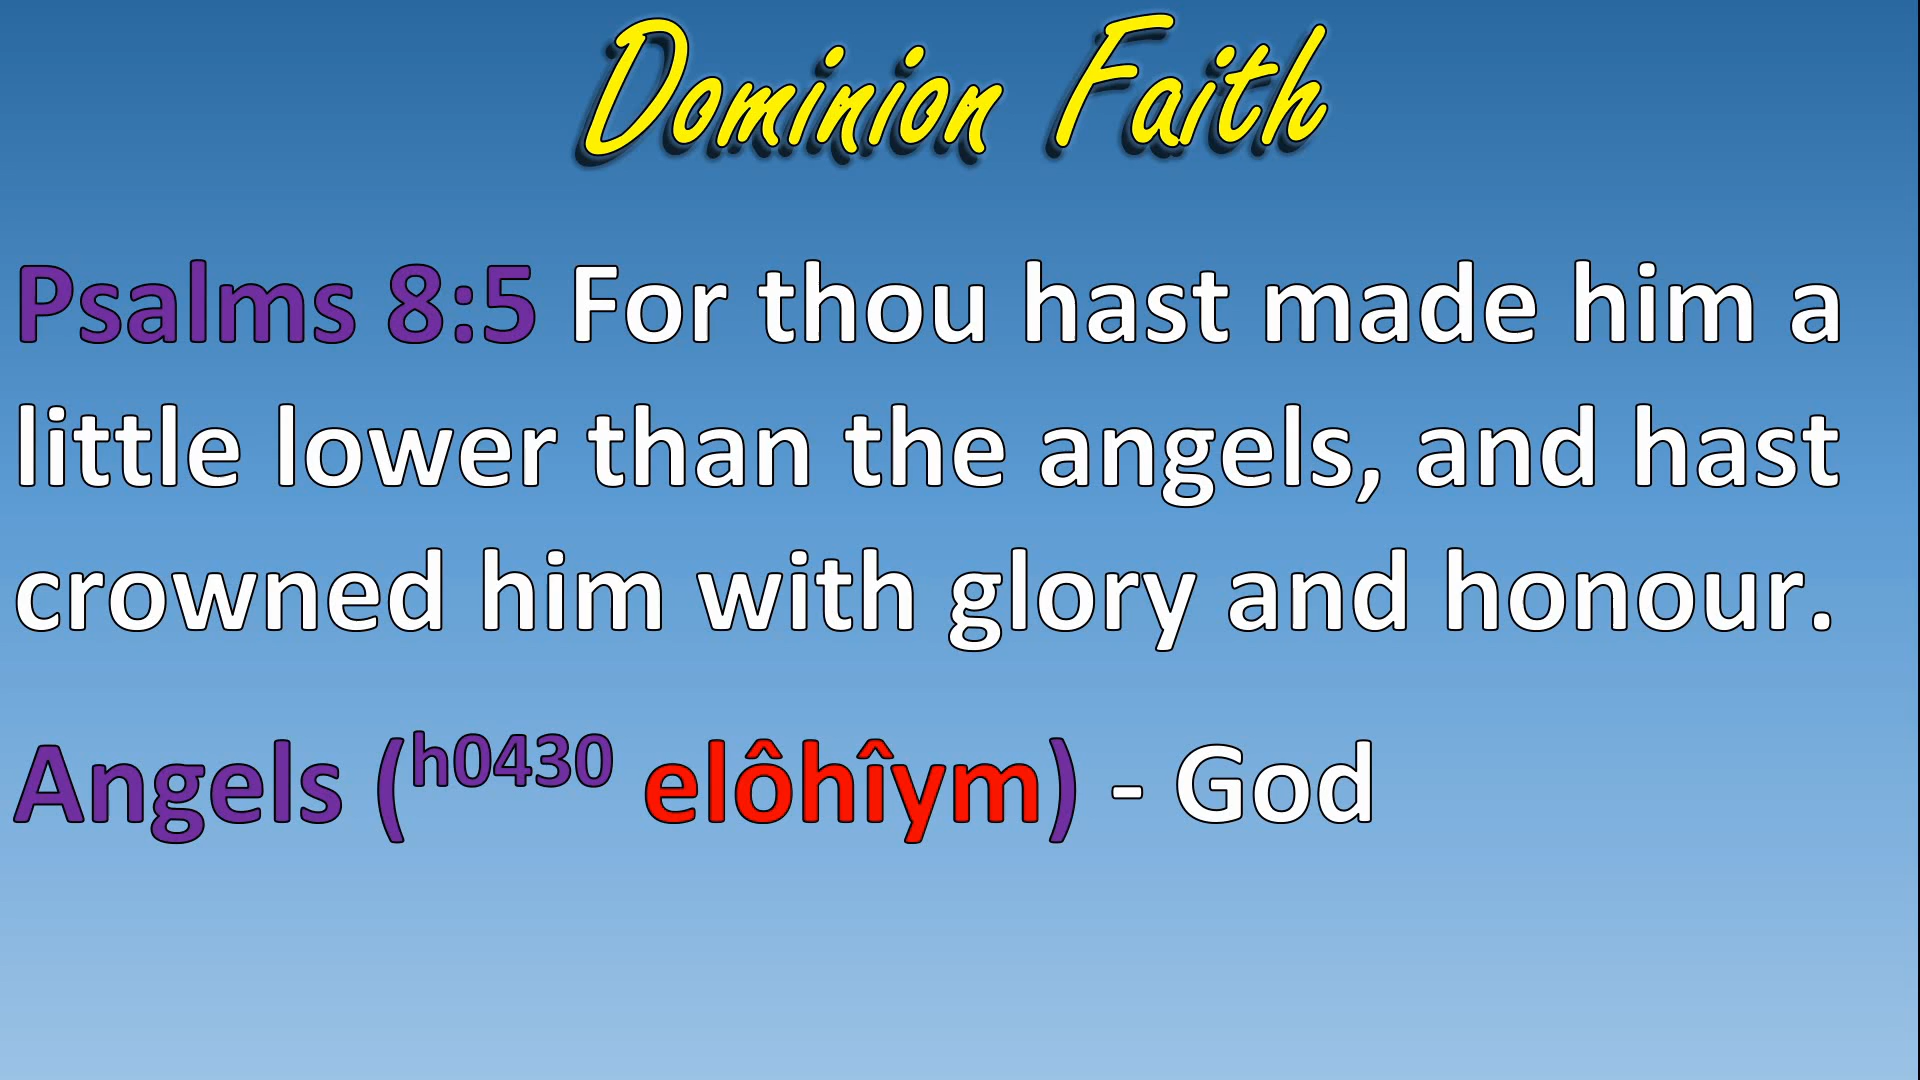 Dominion Faith
Psalms 8:5 For thou hast made him a
little lower than the angels, and hast
crowned him with glory and honour.
Angels (h0430 elôhîym) - God